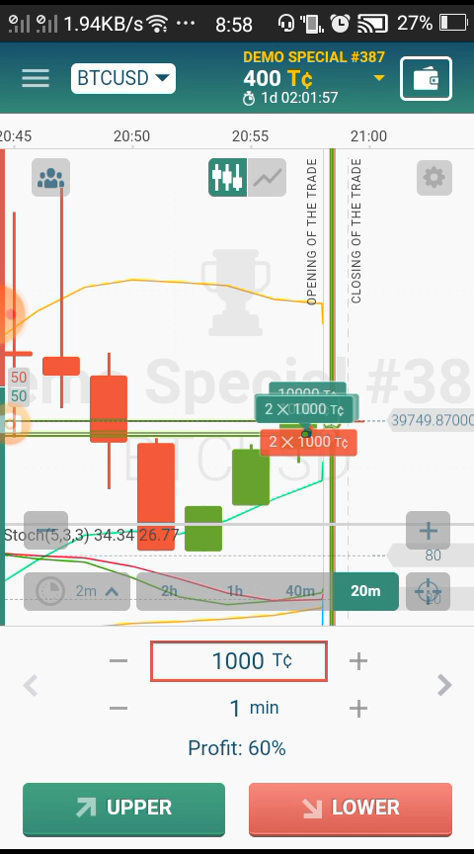 1.94KB/s ... 8:58 27%
DEMO SPECIAL #387
BTCUSD 400 T¢
1d 02:01:57
20:45 20:50 20:55 21:00
OPENING OF THE TRADE
CLOSING OF THE TRADE
Demo Special #38
BTCUSD
50
50
10000 T¢
2 × 1000 T¢
2 × 1000 T¢
39749.87000
Stoch(5,3,3) 34.34 26.77
80
2m 2h 1h 40m 20m
− 1000 T¢ +
− 1 min +
Profit: 60%
UPPER LOWER